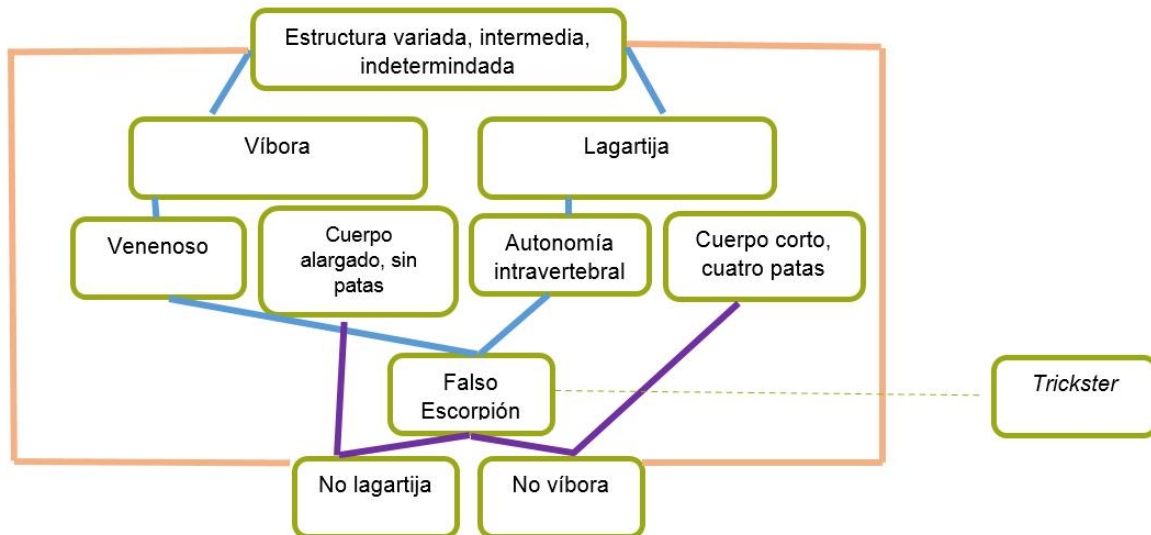 Estructura variada, intermedia,
indetermindada
Víbora
Lagartija
Venenoso
Cuerpo
alargado, sin
patas
Autonomía
intravertebral
Cuerpo corto,
cuatro patas
Falso
Escorpión
Trickster
No lagartija
No víbora